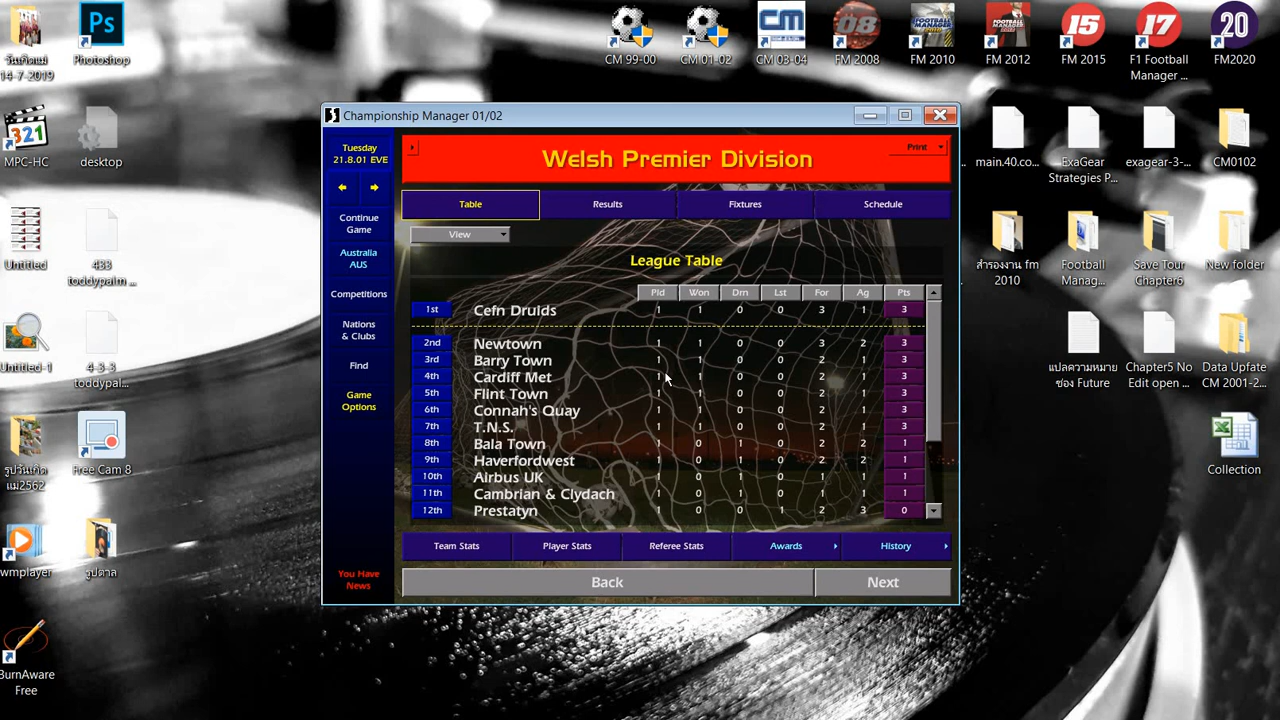 วันเกิดแม่
14-7-2019
Photoshop
CM 99-00
CM 01-02
CM 03-04
FM 2008
FM 2010
FM 2012
FM 2015
F1 Football
Manager ...
FM2020
MPC-HC
desktop
main.40.co...
ExaGear
Strategies P...
exagear-3-...
CM0102
Untitled
433
toddypalm ...
สำรองงาน fm
2010
Football
Manag...
Save Tour
Chapter6
New folder
Untitled-1
4-3-3
toddypal...
แปลความหมาย
ช่อง Future
Chapter5 No
Edit open ...
Data Upfate
CM 2001-2...
รูปวันเกิด
แม่2562
Free Cam 8
Collection
wmplayer
รูปตาล
BurnAware
Free
Championship Manager 01/02
Tuesday
21.8.01 EVE
Continue
Game
Australia
AUS
Competitions
Nations
& Clubs
Find
Game
Options
You Have
News
Welsh Premier Division
Print
Table Results Fixtures Schedule
View
League Table
Pld Won Drn Lst For Ag Pts
1st Cefn Druids 1 1 0 0 3 1 3
2nd Newtown 1 1 0 0 3 2 3
3rd Barry Town 1 1 0 0 2 1 3
4th Cardiff Met 1 1 0 0 2 1 3
5th Flint Town 1 1 0 0 2 1 3
6th Connah's Quay 1 1 0 0 2 1 3
7th T.N.S. 1 1 0 0 2 1 3
8th Bala Town 1 0 1 0 2 2 1
9th Haverfordwest 1 0 1 0 2 2 1
10th Airbus UK 1 0 1 0 1 1 1
11th Cambrian & Clydach 1 0 1 0 1 1 1
12th Prestatyn 1 0 0 1 2 3 0
Team Stats Player Stats Referee Stats Awards History
Back Next